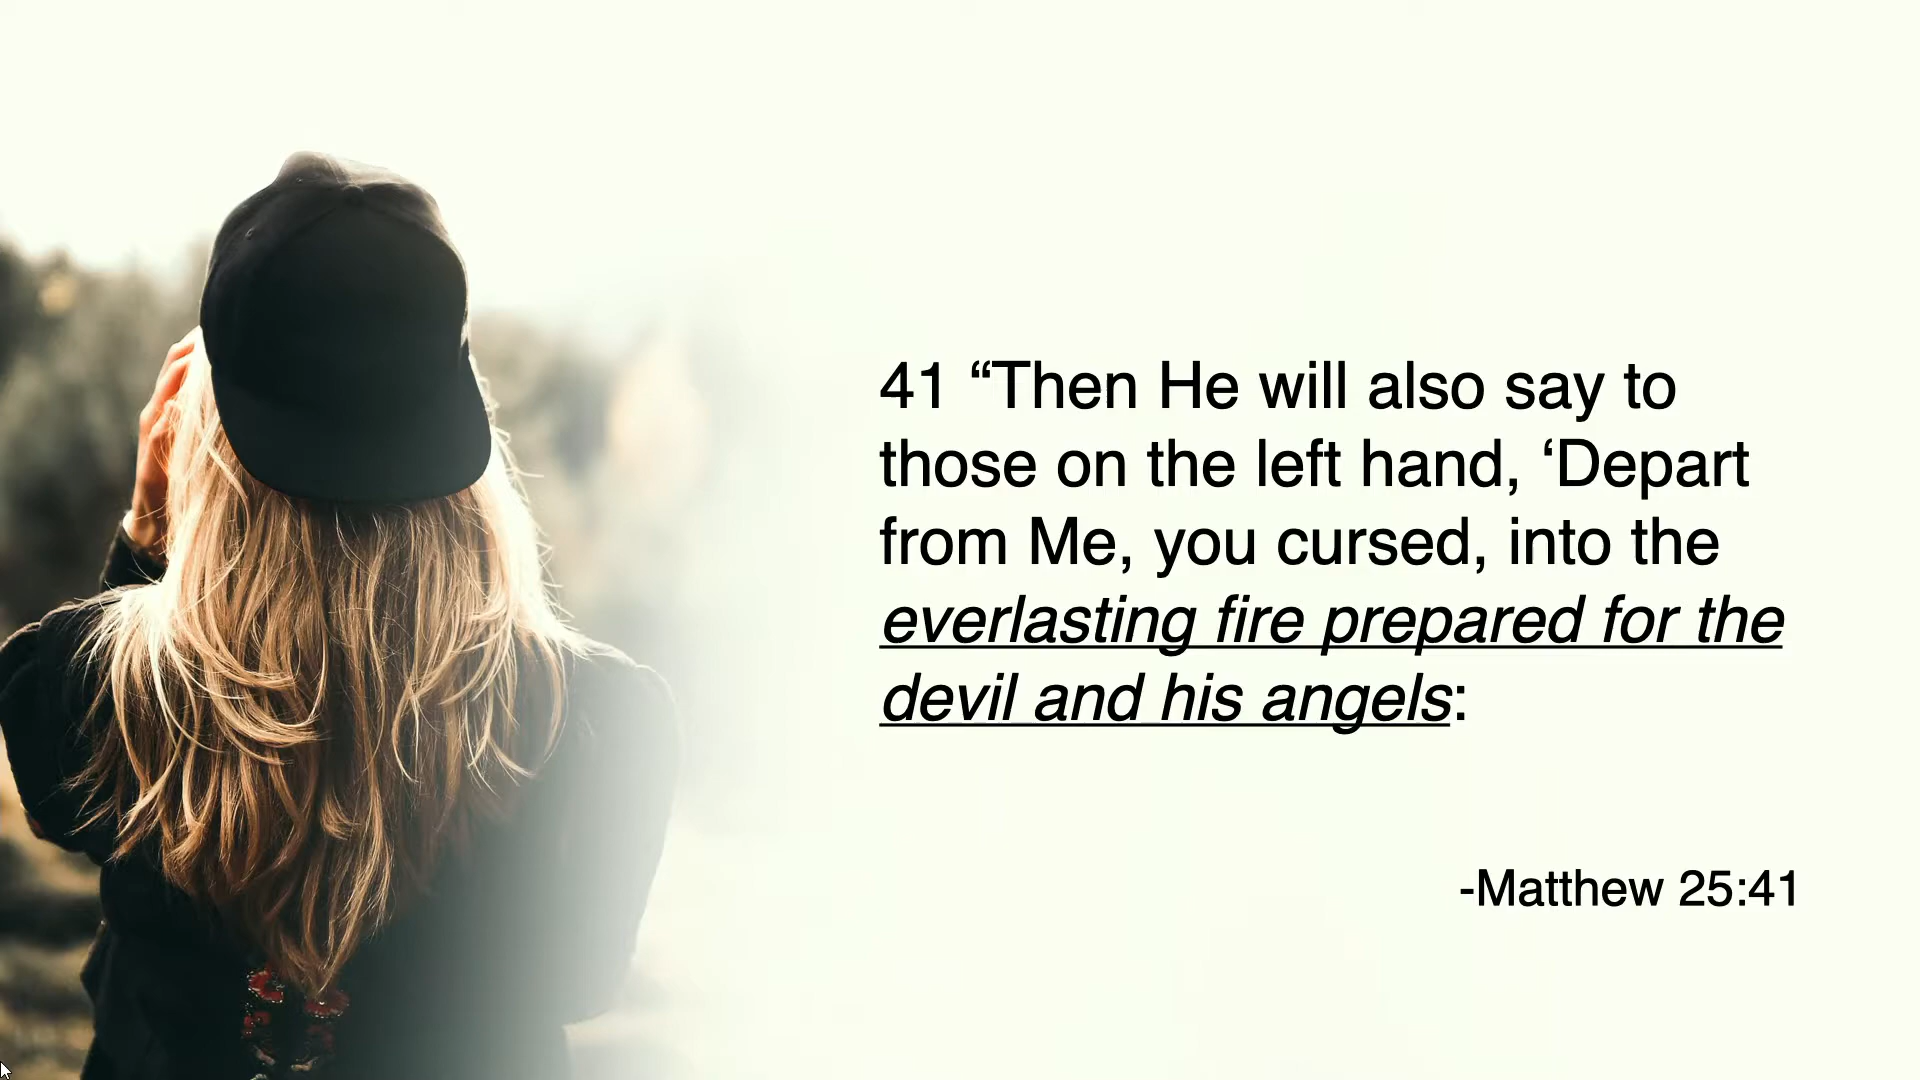 41 “Then He will also say to
those on the left hand, ‘Depart
from Me, you cursed, into the
everlasting fire prepared for the
devil and his angels:
-Matthew 25:41